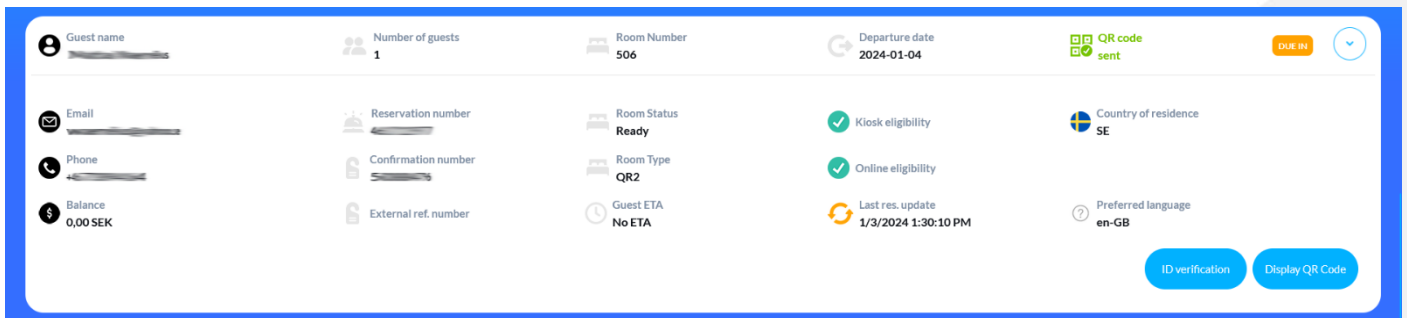 Guest name
Number of guests
1
Room Number
506
Departure date
2024-01-04
QR code
sent
DUE IN
Email
Reservation number
Room Status
Ready
Kiosk eligibility
Country of residence
SE
Phone
Confirmation number
Room Type
QR2
Online eligibility
Balance
0,00 SEK
External ref. number
Guest ETA
No ETA
Last res. update
1/3/2024 1:30:10 PM
Preferred language
en-GB
ID verification
Display QR Code